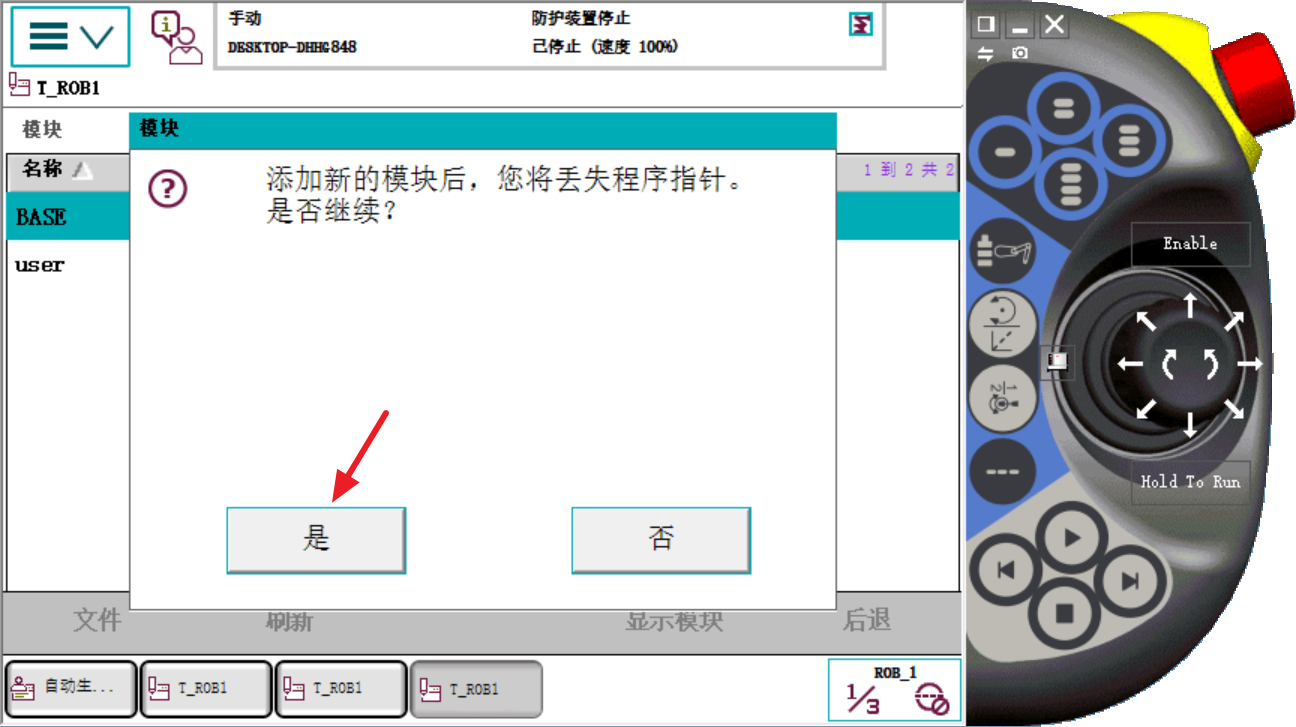 手动
防护装置停止
DESKTOP-DHHG848
己停止 (速度 100%)
T_ROB1
模块
模块
名称
1 到 2 共 2
添加新的模块后，您将丢失程序指针。
是否继续？
BASE
user
Enable
Hold To Run
是
否
文件
刷新
显示模块
后退
自动生...
T_ROB1
T_ROB1
T_ROB1
ROB_1
1/3